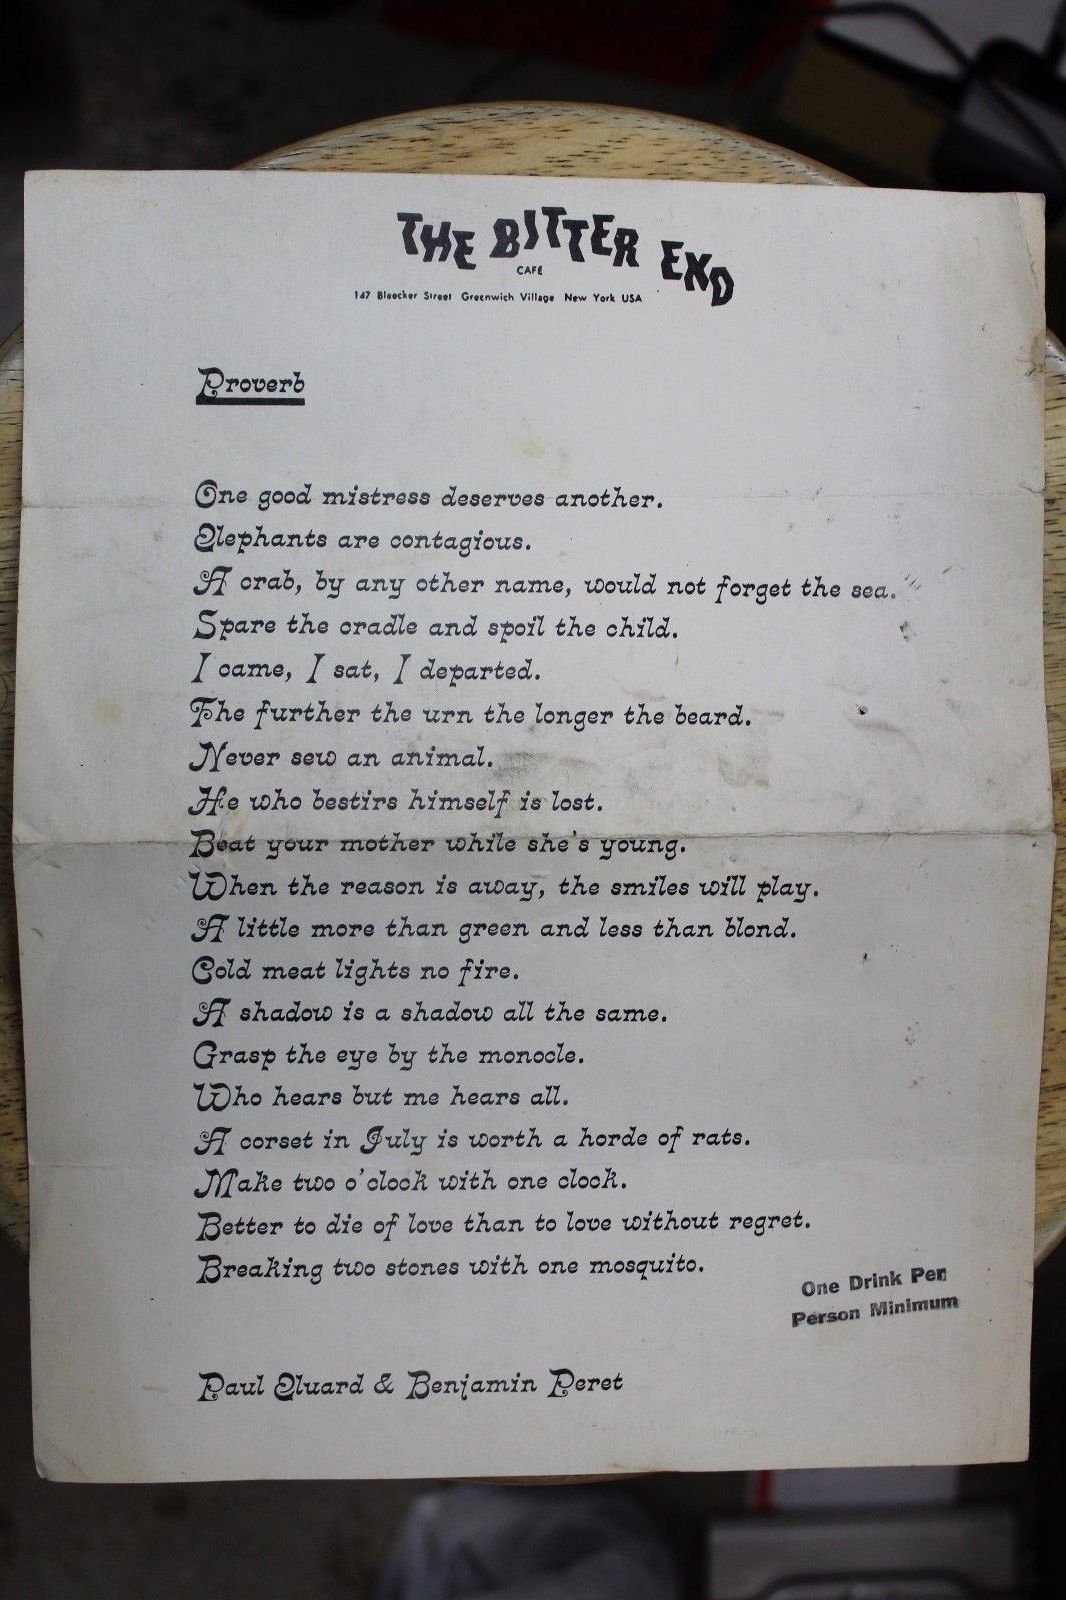 THE BITTER END
CAFÉ
147 Bleecker Street Greenwich Village New York USA
Proverb
One good mistress deserves another.
Elephants are contagious.
A crab, by any other name, would not forget the sea.
Spare the cradle and spoil the child.
I came, I sat, I departed.
The further the urn the longer the beard.
Never sew an animal.
He who bestirs himself is lost.
Beat your mother while she's young.
When the reason is away, the smiles will play.
A little more than green and less than blond.
Cold meat lights no fire.
A shadow is a shadow all the same.
Grasp the eye by the monocle.
Who hears but me hears all.
A corset in July is worth a horde of rats.
Make two o'clock with one clock.
Better to die of love than to love without regret.
Breaking two stones with one mosquito.
One Drink Per
Person Minimum
Paul Eluard & Benjamin Peret